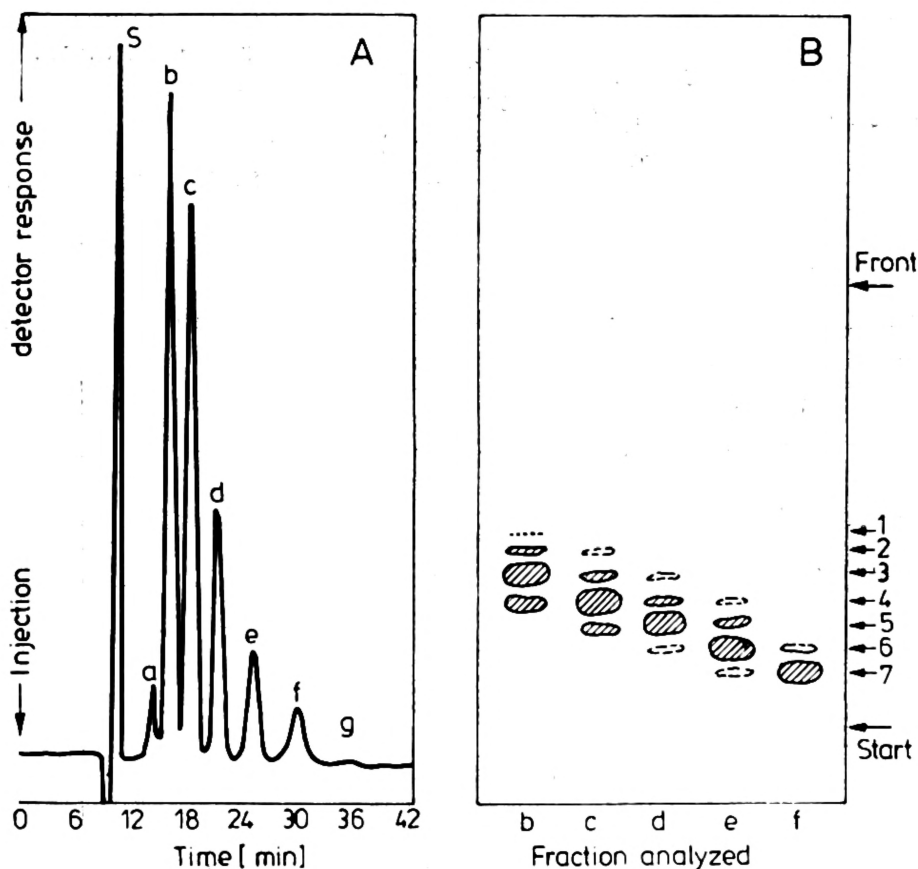 A
S
b
c
d
e
a
f
g
detector response
Injection
0 6 12 18 24 30 36 42
Time [ min]
B
Front
1
2
3
4
5
6
7
Start
b c d e f
Fraction analyzed